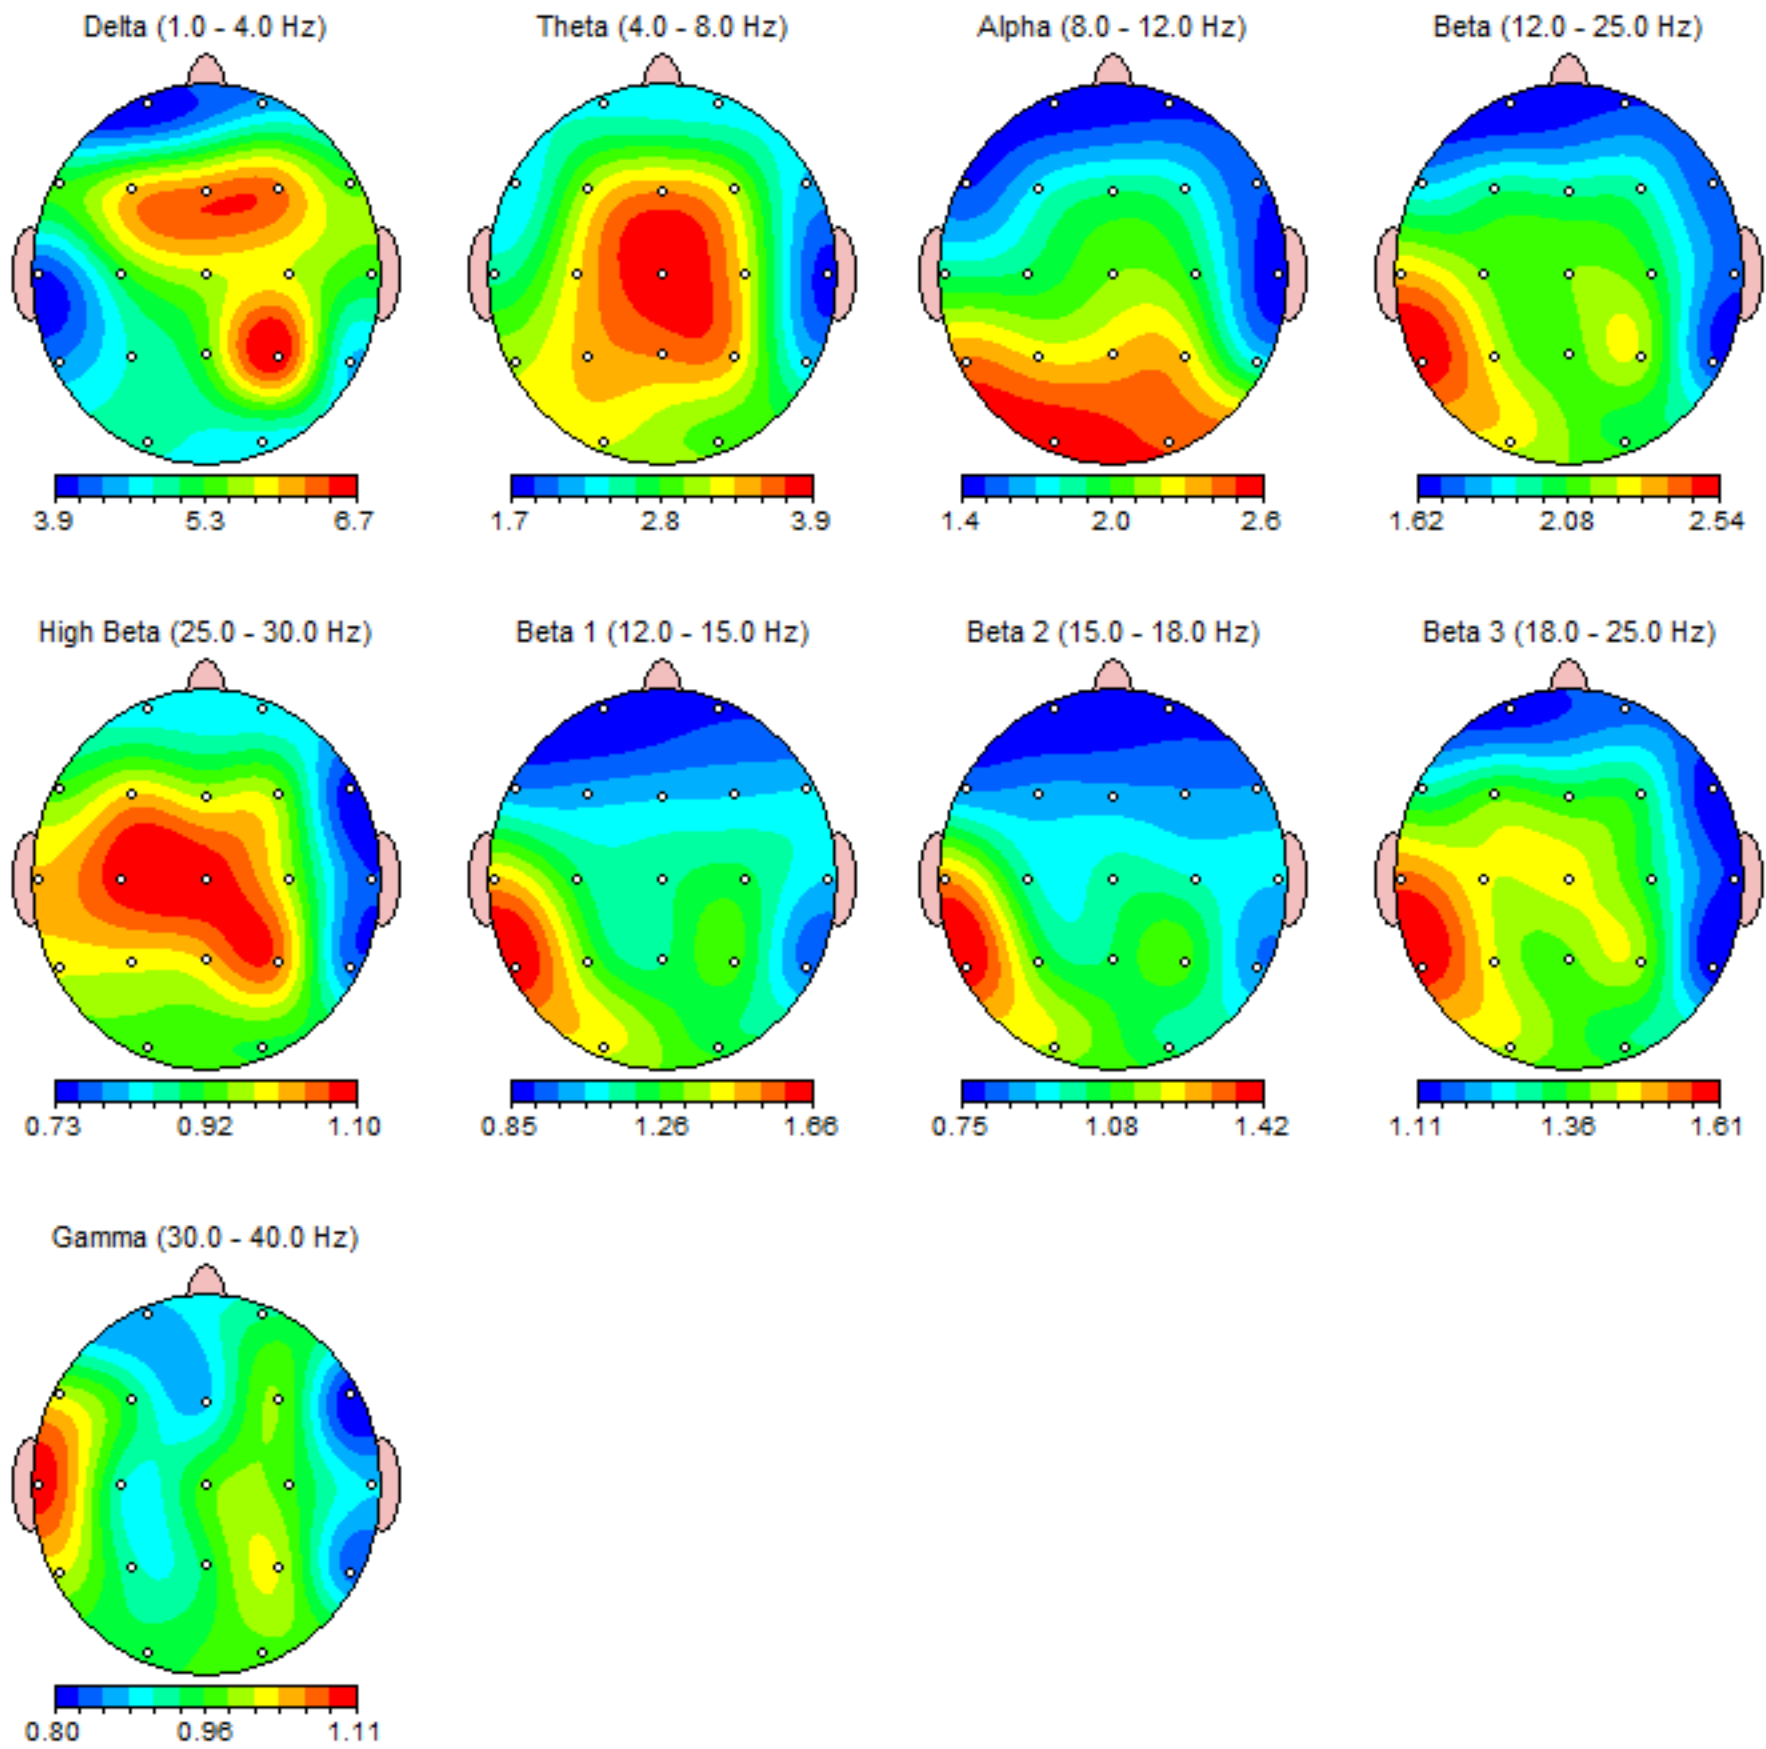 Delta (1.0 - 4.0 Hz) Theta (4.0 - 8.0 Hz) Alpha (8.0 - 12.0 Hz) Beta (12.0 - 25.0 Hz)
3.9 5.3 6.7 1.7 2.8 3.9 1.4 2.0 2.6 1.62 2.08 2.54
High Beta (25.0 - 30.0 Hz) Beta 1 (12.0 - 15.0 Hz) Beta 2 (15.0 - 18.0 Hz) Beta 3 (18.0 - 25.0 Hz)
0.73 0.92 1.10 0.85 1.26 1.66 0.75 1.08 1.42 1.11 1.36 1.61
Gamma (30.0 - 40.0 Hz)
0.80 0.96 1.11